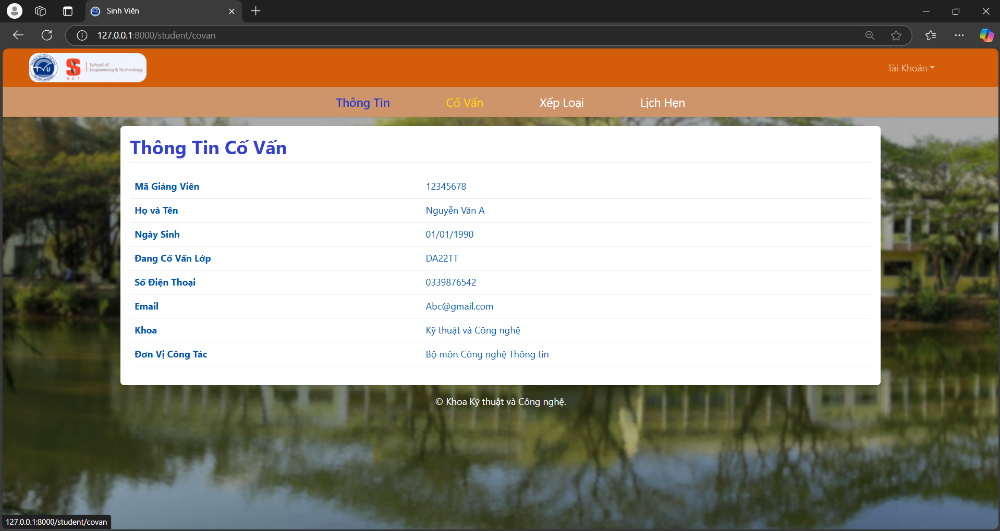 Sinh Viên
127.0.0.1:8000/student/covan
TVU
SET
School of
Engineering & Technology
Tài Khoản
Thông Tin Cố Vấn Xếp Loại Lịch Hẹn
Thông Tin Cố Vấn
Mã Giảng Viên 12345678
Họ và Tên Nguyễn Văn A
Ngày Sinh 01/01/1990
Đang Cố Vấn Lớp DA22TT
Số Điện Thoại 0339876542
Email Abc@gmail.com
Khoa Kỹ thuật và Công nghệ
Đơn Vị Công Tác Bộ môn Công nghệ Thông tin
© Khoa Kỹ thuật và Công nghệ.
127.0.0.1:8000/student/covan